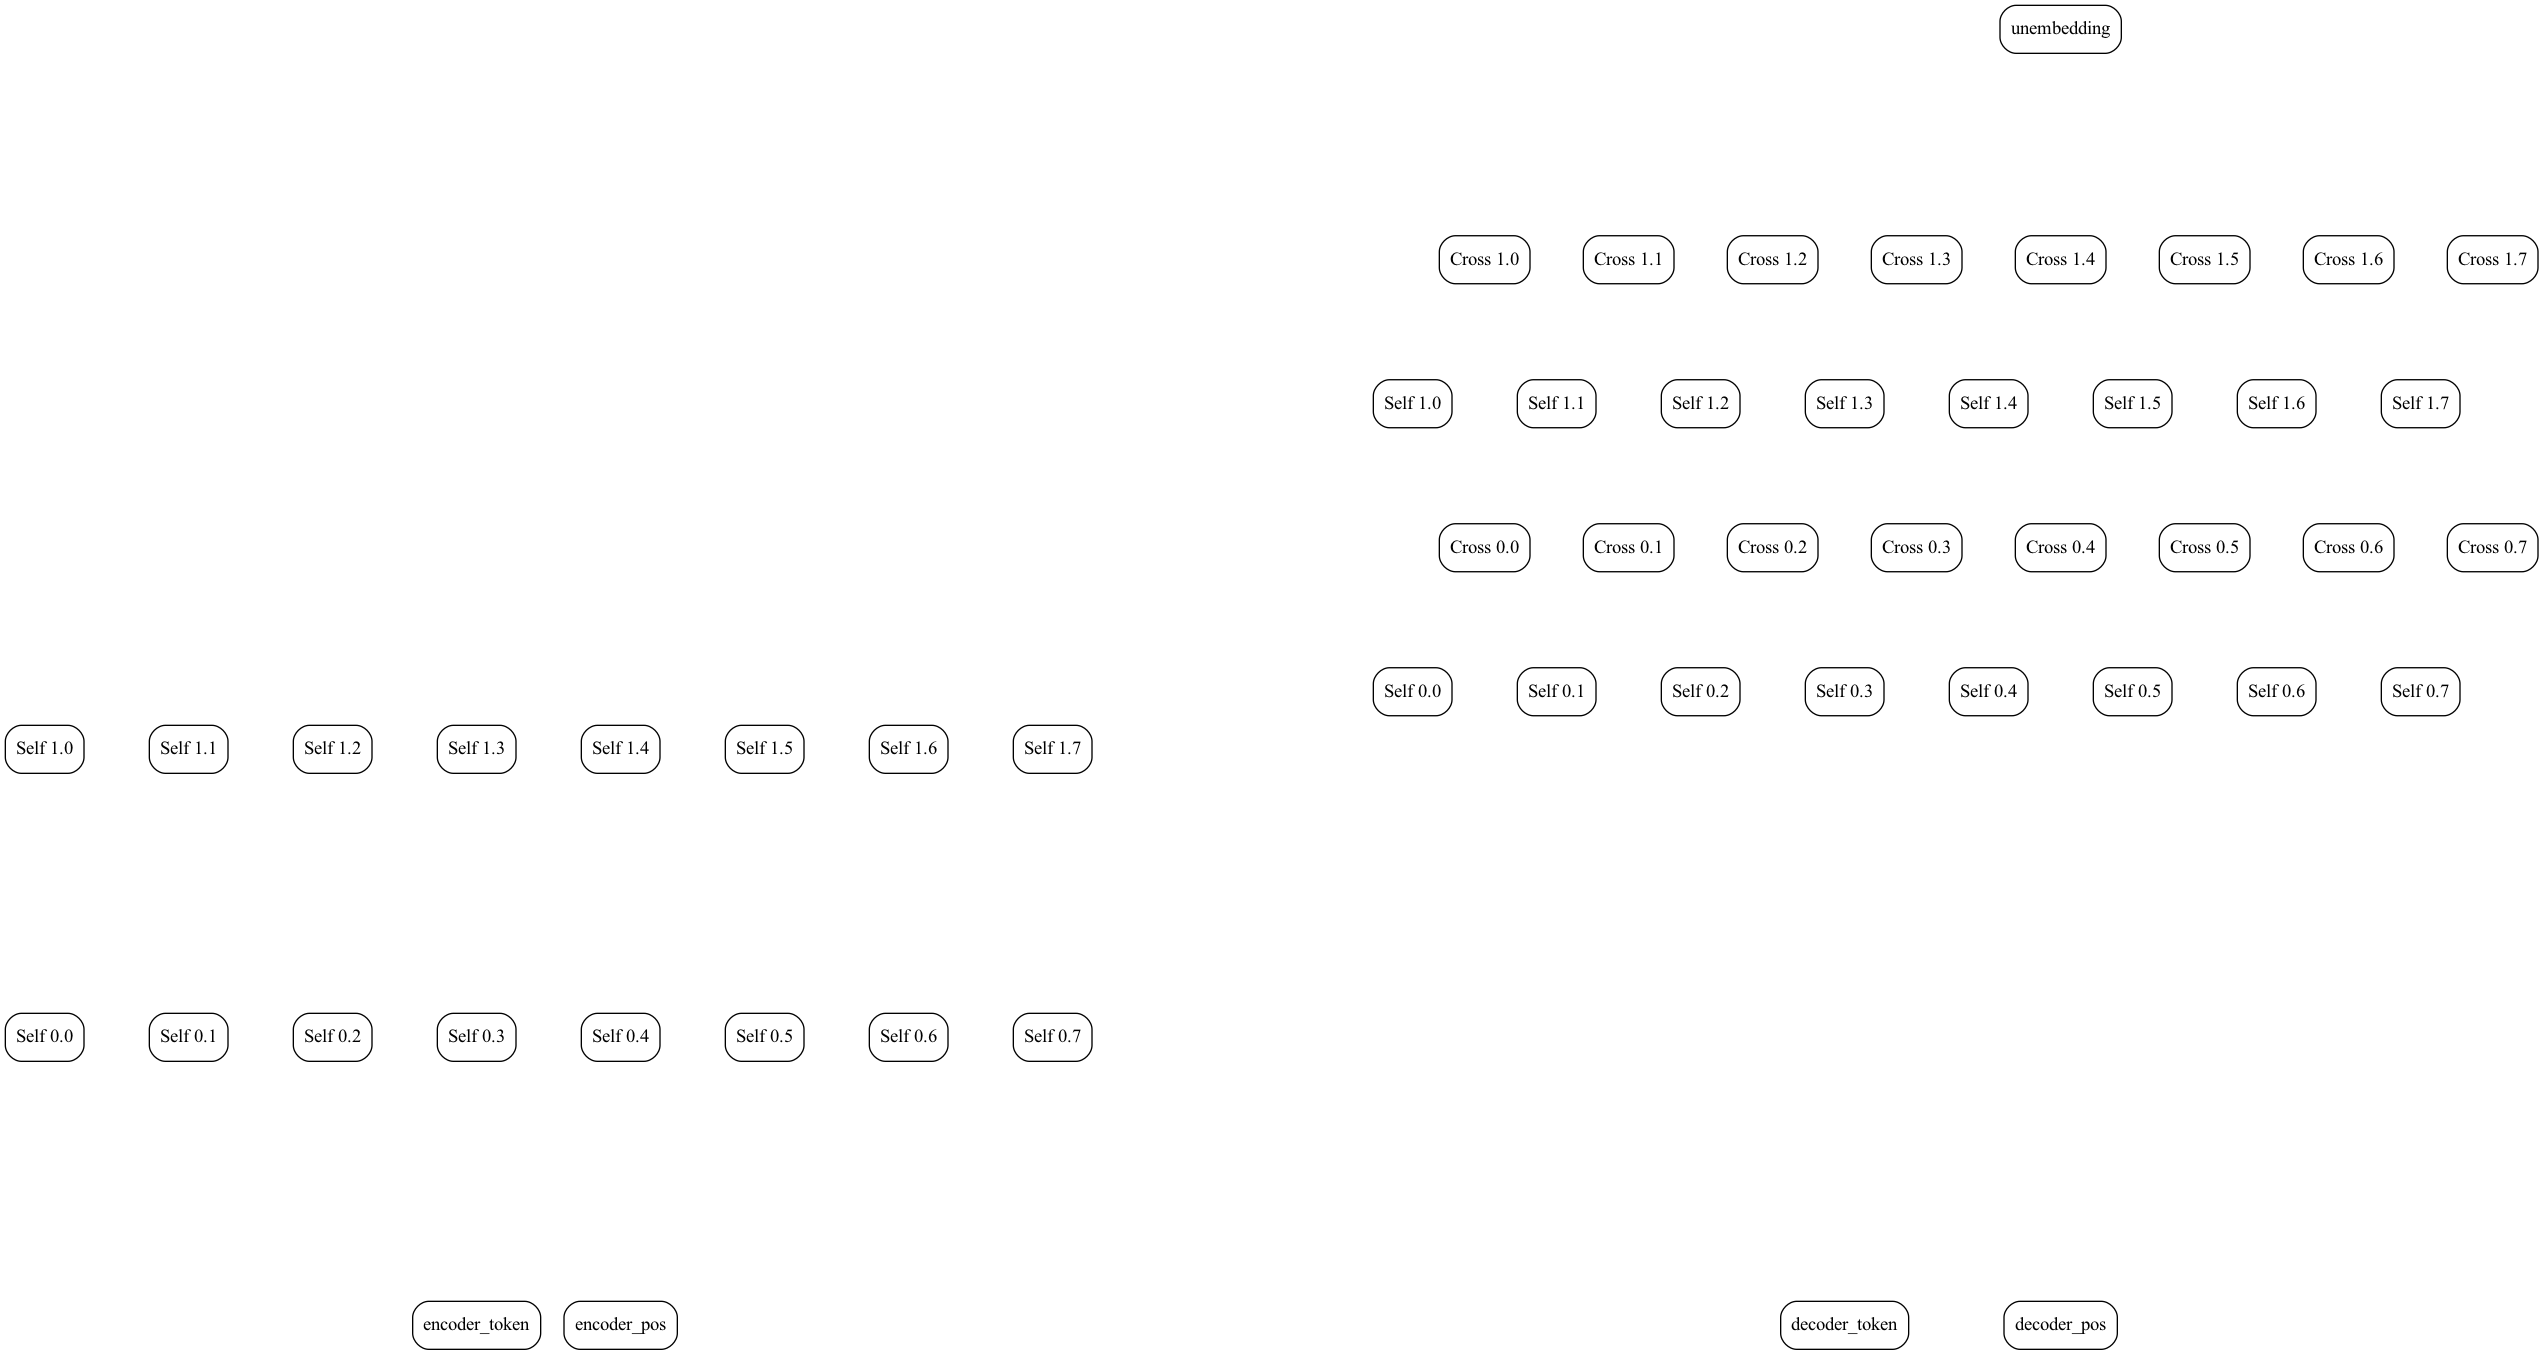 unembedding
Cross 1.0 Cross 1.1 Cross 1.2 Cross 1.3 Cross 1.4 Cross 1.5 Cross 1.6 Cross 1.7
Self 1.0 Self 1.1 Self 1.2 Self 1.3 Self 1.4 Self 1.5 Self 1.6 Self 1.7
Cross 0.0 Cross 0.1 Cross 0.2 Cross 0.3 Cross 0.4 Cross 0.5 Cross 0.6 Cross 0.7
Self 0.0 Self 0.1 Self 0.2 Self 0.3 Self 0.4 Self 0.5 Self 0.6 Self 0.7
Self 1.0 Self 1.1 Self 1.2 Self 1.3 Self 1.4 Self 1.5 Self 1.6 Self 1.7
Self 0.0 Self 0.1 Self 0.2 Self 0.3 Self 0.4 Self 0.5 Self 0.6 Self 0.7
encoder_token encoder_pos decoder_token decoder_pos